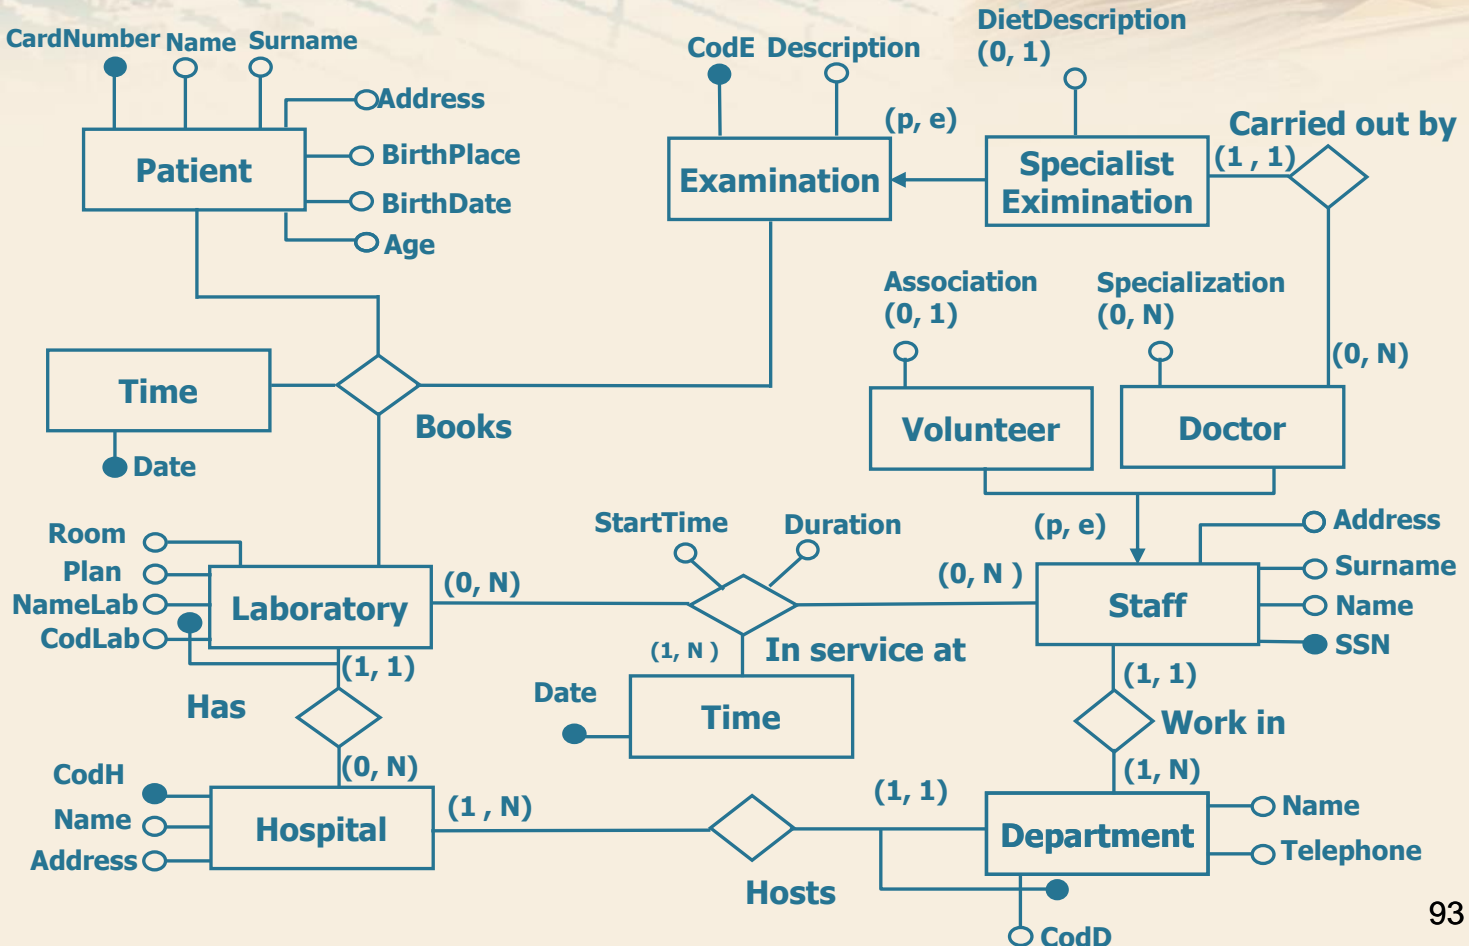 DietDescription
(0, 1)
CardNumber Name Surname
CodE Description
Address
(p, e)
Carried out by
Patient
BirthPlace
Examination
Specialist
Eximination
(1 , 1)
BirthDate
Age
Association
(0, 1)
Specialization
(0, N)
(0, N)
Time
Books
Volunteer
Doctor
Date
Room
StartTime
Duration
(p, e)
Address
Plan
(0, N)
(0, N )
Surname
NameLab
Laboratory
Staff
Name
CodLab
SSN
(1, 1)
(1, N )
In service at
(1, 1)
Has
Date
Time
Work in
(0, N)
(1, N)
CodH
(1 , N)
(1, 1)
Name
Name
Hospital
Department
Address
Telephone
Hosts
93
CodD